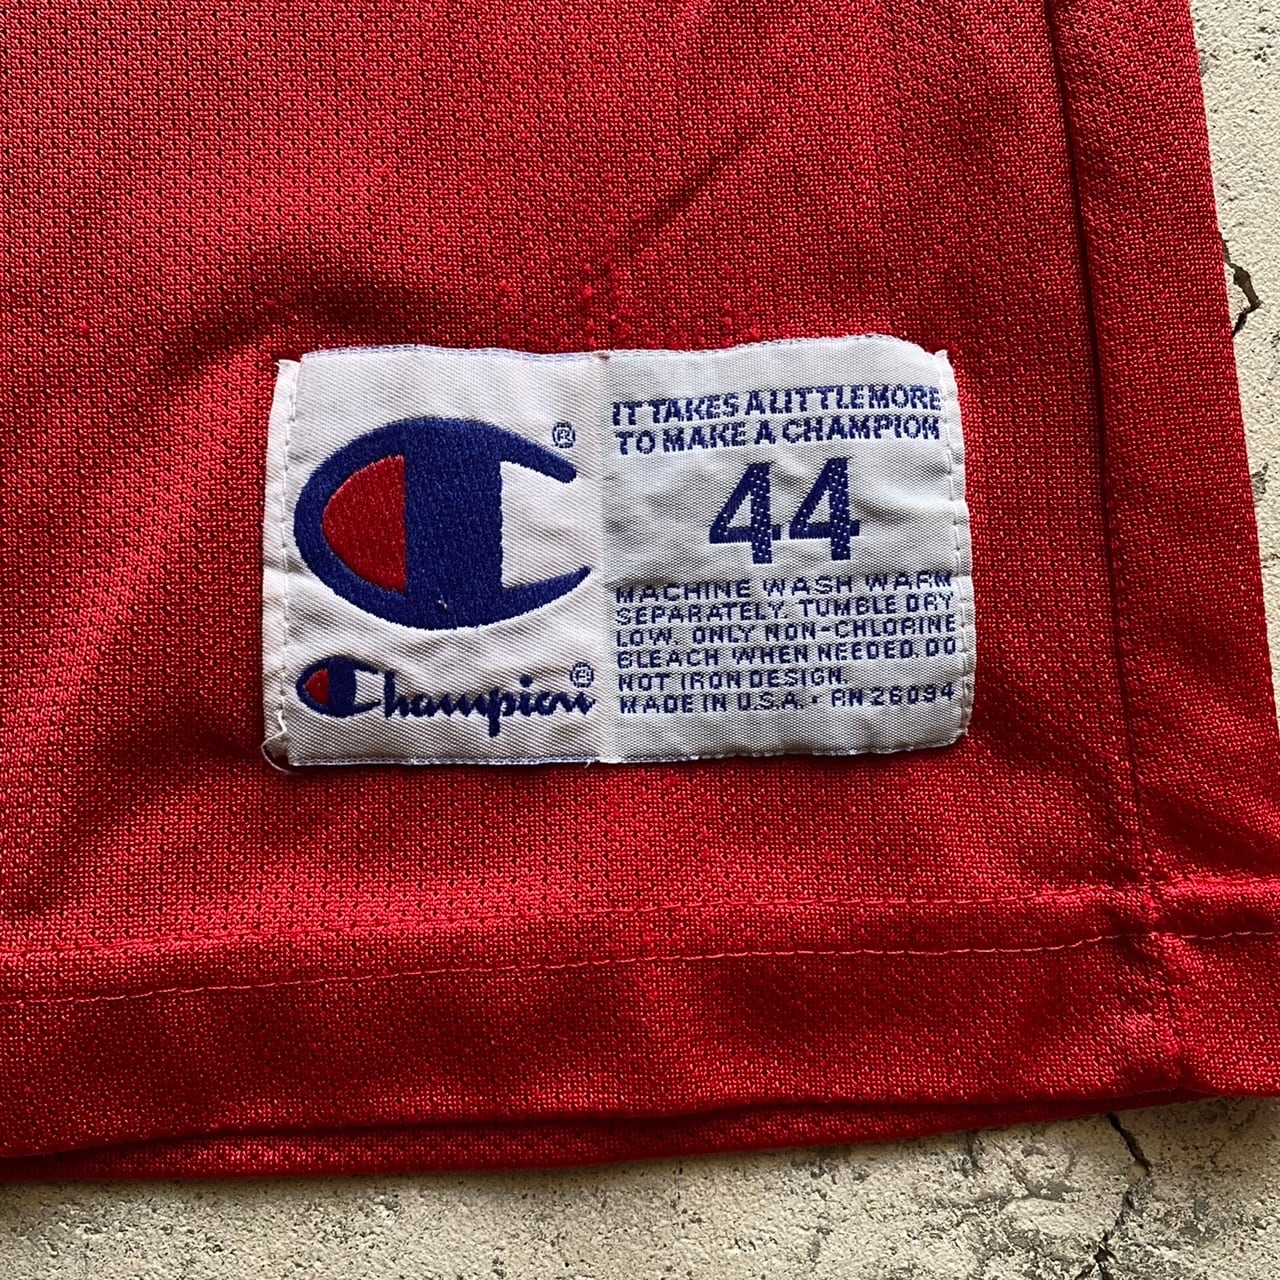 ®
Champion®
IT TAKES A LITTLE MORE
TO MAKE A CHAMPION
44
MACHINE WASH WARM
SEPARATELY. TUMBLE DRY
LOW. ONLY NON-CHLORINE
BLEACH WHEN NEEDED. DO
NOT IRON DESIGN.
MADE IN U.S.A. • RN 26094